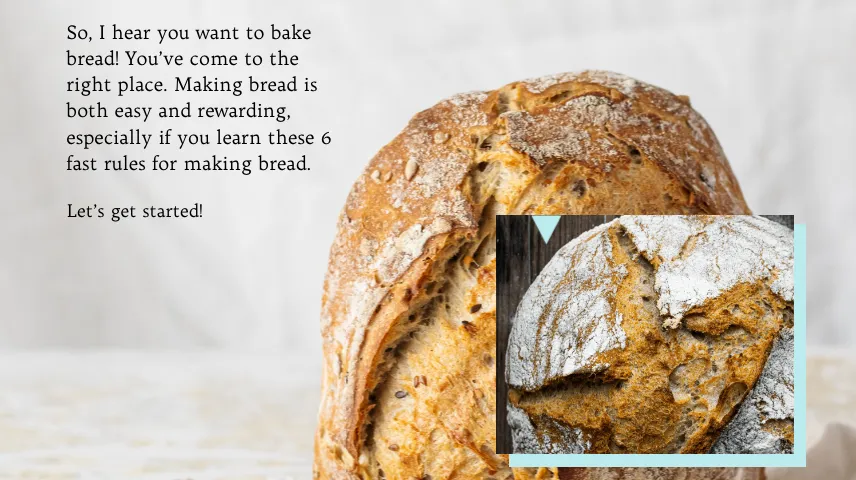 So, I hear you want to bake
bread! You’ve come to the
right place. Making bread is
both easy and rewarding,
especially if you learn these 6
fast rules for making bread.
Let’s get started!